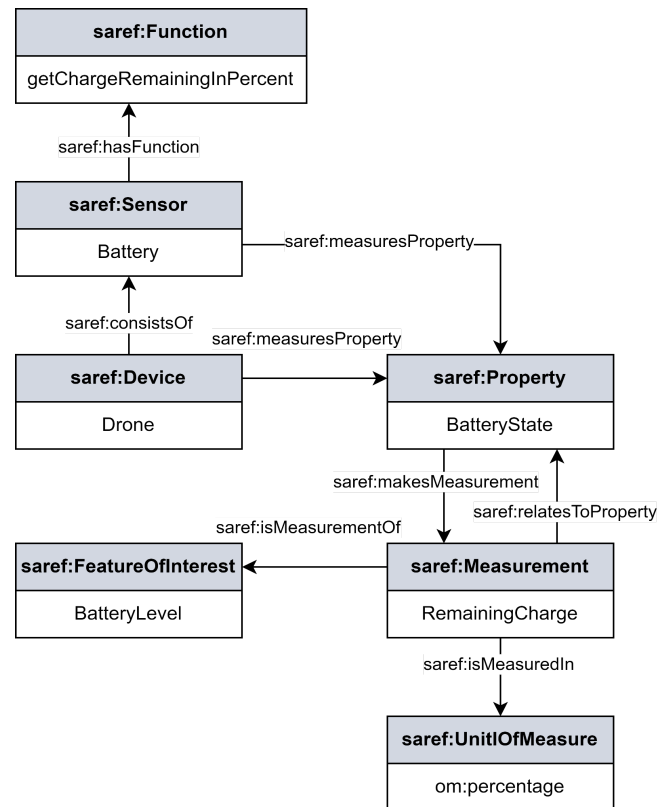 saref:Function
getChargeRemainingInPercent
saref:hasFunction
saref:Sensor
Battery
saref:measuresProperty
saref:consistsOf
saref:measuresProperty
saref:Device
Drone
saref:Property
BatteryState
saref:makesMeasurement
saref:relatesToProperty
saref:isMeasurementOf
saref:FeatureOfInterest
BatteryLevel
saref:Measurement
RemainingCharge
saref:isMeasuredIn
saref:UnitlOfMeasure
om:percentage